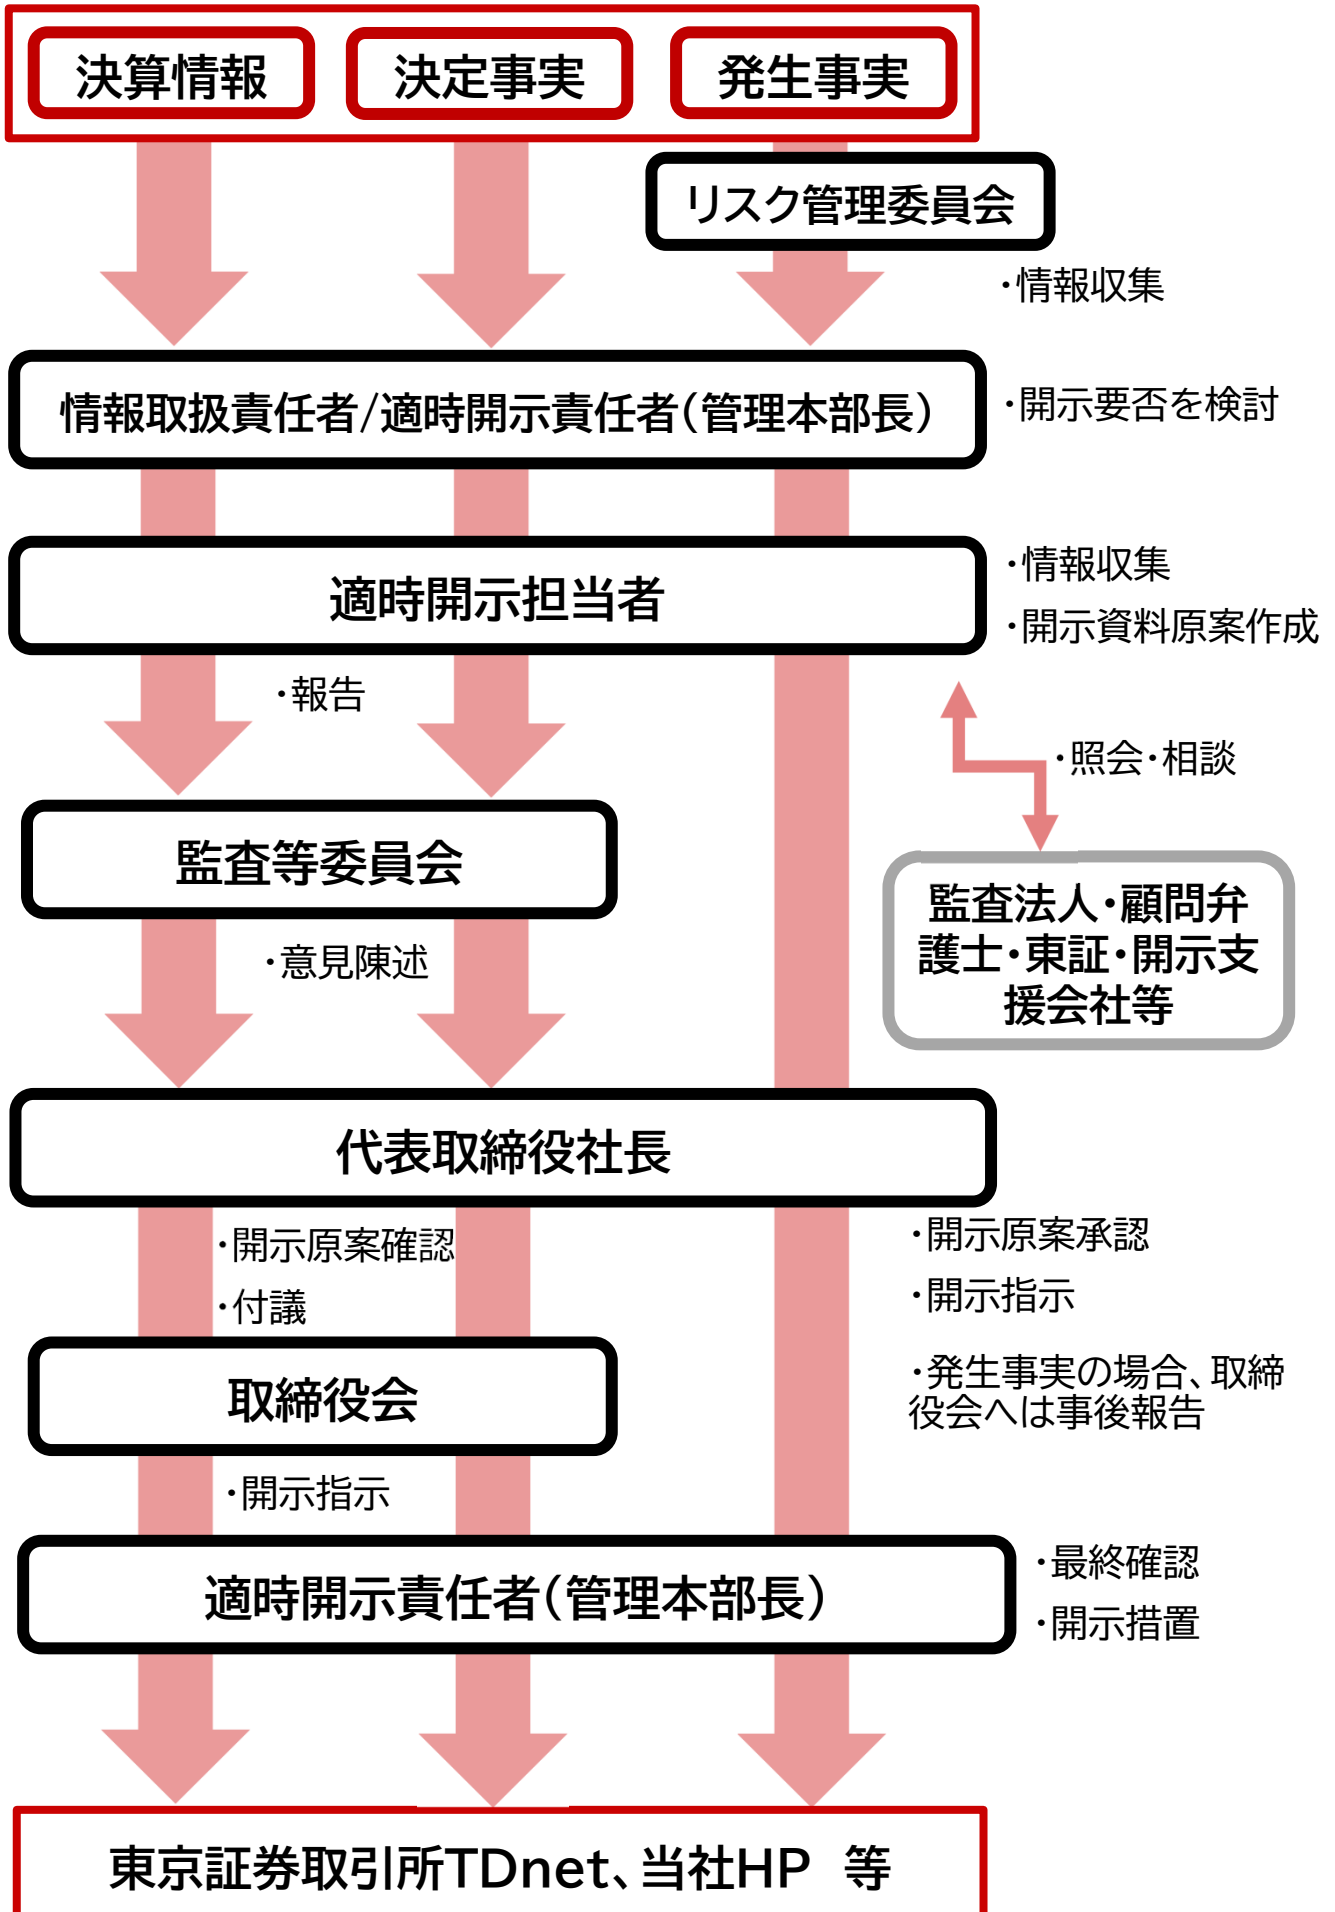 決算情報
決定事実
発生事実
リスク管理委員会
・情報収集
情報取扱責任者/適時開示責任者(管理本部長)
・開示要否を検討
適時開示担当者
・情報収集
・開示資料原案作成
・報告
・照会・相談
監査等委員会
監査法人・顧問弁
護士・東証・開示支
援会社等
・意見陳述
代表取締役社長
・開示原案確認
・付議
・開示原案承認
・開示指示
・発生事実の場合、取締
役会へは事後報告
取締役会
・開示指示
適時開示責任者(管理本部長)
・最終確認
・開示措置
東京証券取引所TDnet、当社HP 等